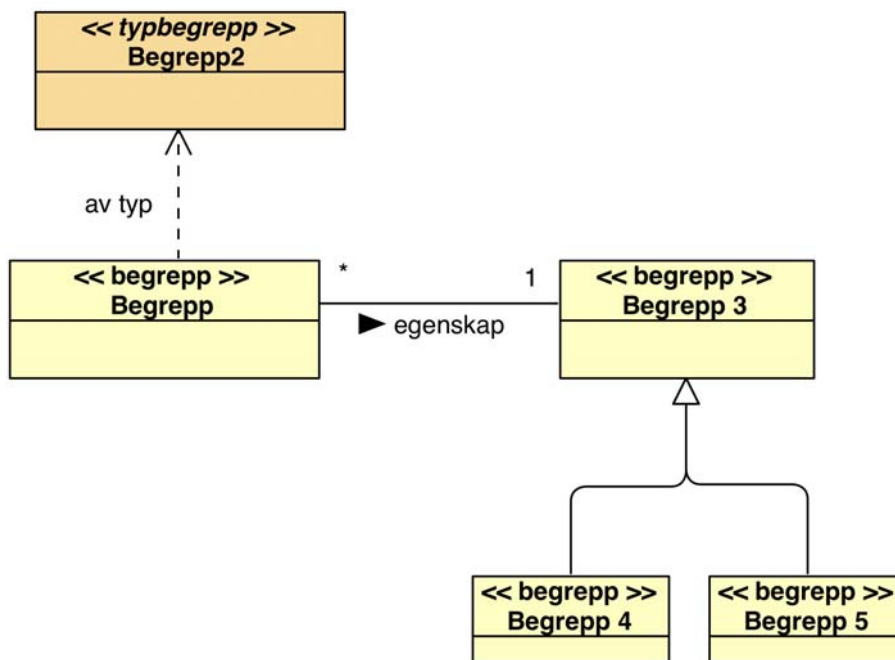 << typbegrepp >>
Begrepp2
av typ
<< begrepp >>
Begrepp
*
1
► egenskap
<< begrepp >>
Begrepp 3
<< begrepp >>
Begrepp 4
<< begrepp >>
Begrepp 5